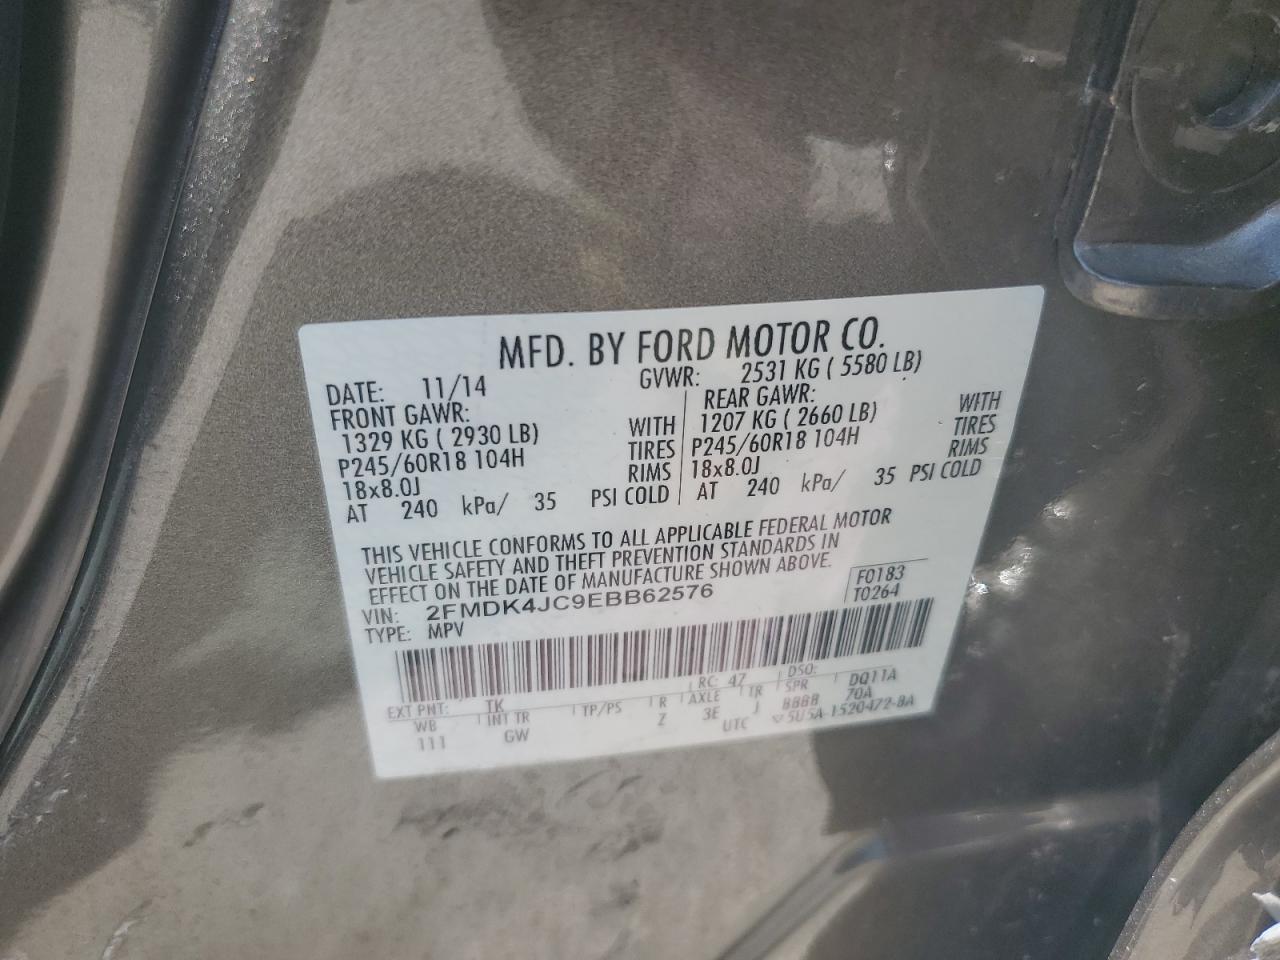 MFD. BY FORD MOTOR CO.
DATE: 11/14 GVWR: 2531 KG ( 5580 LB)
FRONT GAWR: REAR GAWR:
1329 KG ( 2930 LB) WITH 1207 KG ( 2660 LB) WITH
P245/60R18 104H TIRES P245/60R18 104H TIRES
18x8.0J RIMS 18x8.0J RIMS
AT 240 kPa/ 35 PSI COLD AT 240 kPa/ 35 PSI COLD
THIS VEHICLE CONFORMS TO ALL APPLICABLE FEDERAL MOTOR
VEHICLE SAFETY AND THEFT PREVENTION STANDARDS IN
EFFECT ON THE DATE OF MANUFACTURE SHOWN ABOVE.
VIN: 2FMDK4JC9EBB62576 F0183
TYPE: MPV T0264
EXT PNT: TK RC: 47 DSO:
WB INT TR TP/PS R AXLE TR SPR DQ11A
111 GW Z 3E J BBBB 70A
UTC 5U5A-1520472-BA